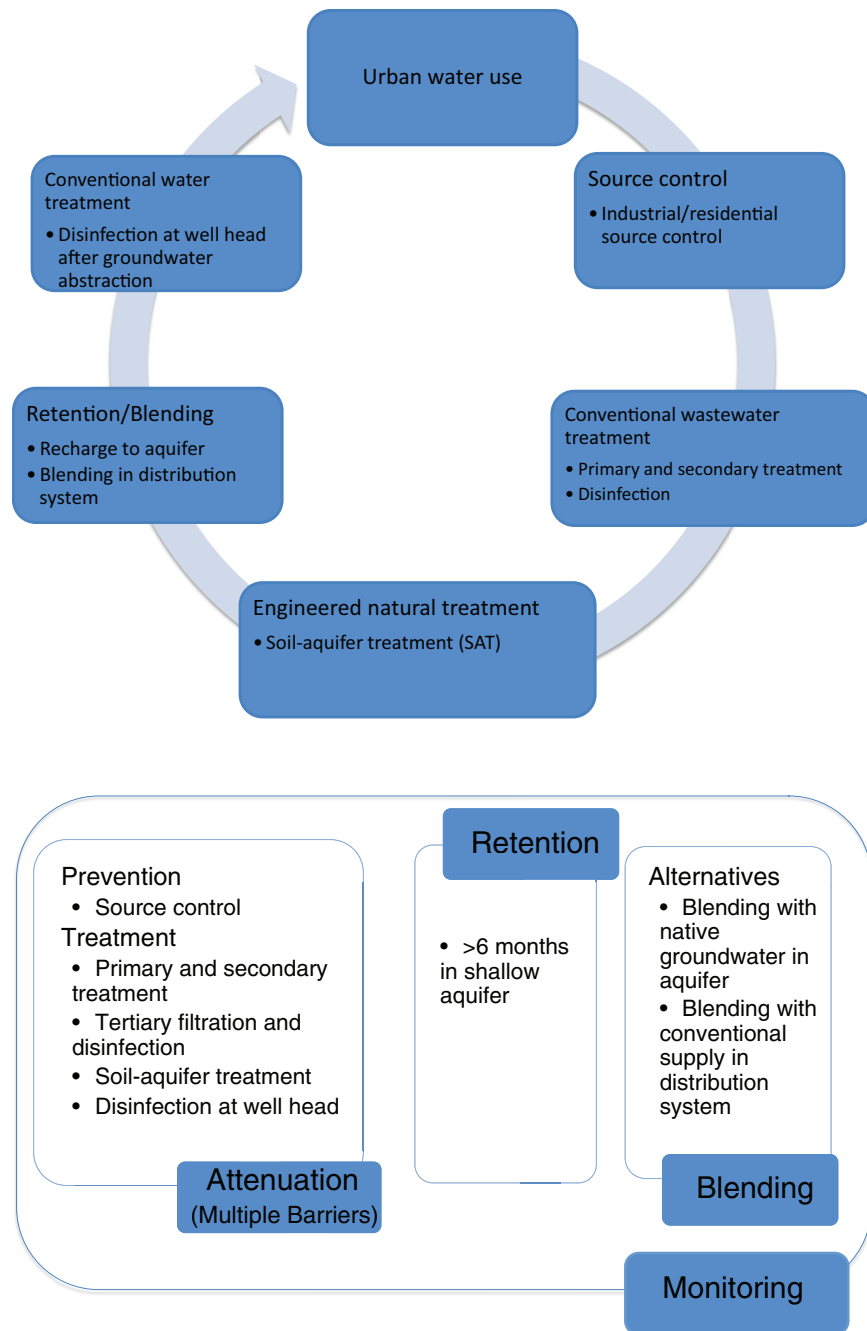 Urban water use
Source control
• Industrial/residential
source control
Conventional wastewater
treatment
• Primary and secondary treatment
• Disinfection
Engineered natural treatment
• Soil-aquifer treatment (SAT)
Retention/Blending
• Recharge to aquifer
• Blending in distribution
system
Conventional water
treatment
• Disinfection at well head
after groundwater
abstraction
Prevention
• Source control
Treatment
• Primary and secondary
treatment
• Tertiary filtration and
disinfection
• Soil-aquifer treatment
• Disinfection at well head
Attenuation
(Multiple Barriers)
Retention
• >6 months
in shallow
aquifer
Alternatives
• Blending with
native
groundwater in
aquifer
• Blending with
conventional
supply in
distribution
system
Blending
Monitoring